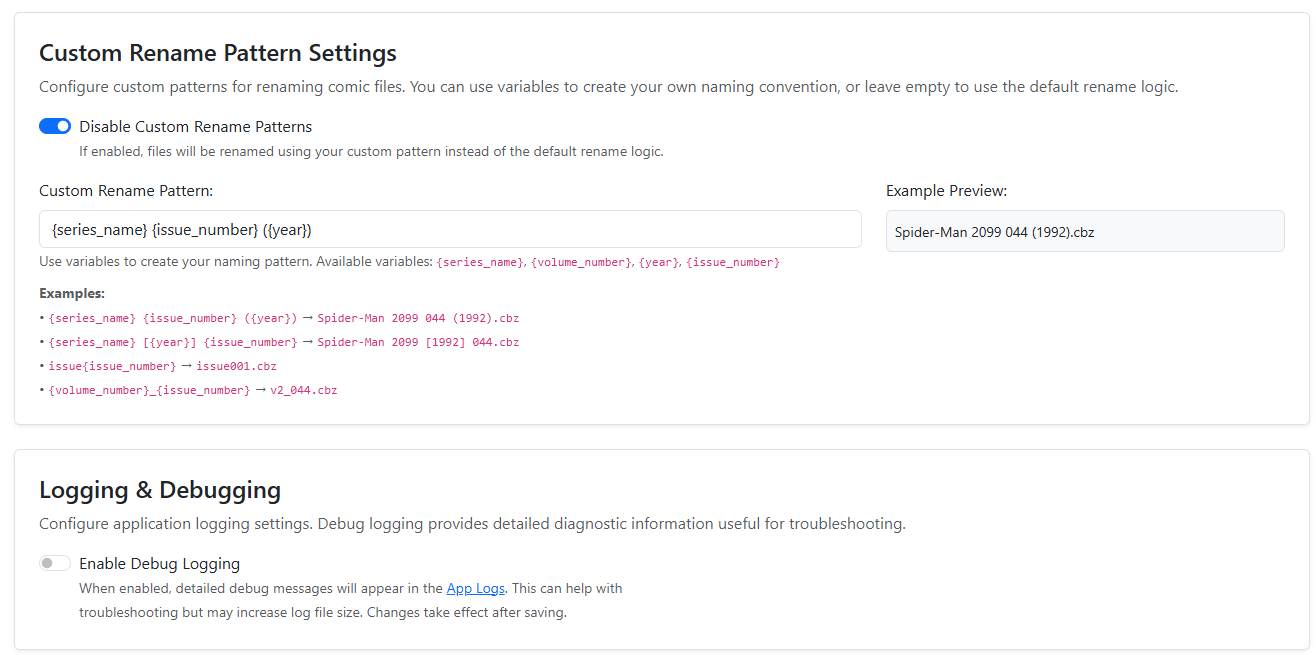 Custom Rename Pattern Settings
Configure custom patterns for renaming comic files. You can use variables to create your own naming convention, or leave empty to use the default rename logic.
Disable Custom Rename Patterns
If enabled, files will be renamed using your custom pattern instead of the default rename logic.
Custom Rename Pattern:
{series_name} {issue_number} ({year})
Use variables to create your naming pattern. Available variables: {series_name}, {volume_number}, {year}, {issue_number}
Example Preview:
Spider-Man 2099 044 (1992).cbz
Examples:
• {series_name} {issue_number} ({year}) → Spider-Man 2099 044 (1992).cbz
• {series_name} [{year}] {issue_number} → Spider-Man 2099 [1992] 044.cbz
• issue{issue_number} → issue001.cbz
• {volume_number}_{issue_number} → v2_044.cbz
Logging & Debugging
Configure application logging settings. Debug logging provides detailed diagnostic information useful for troubleshooting.
Enable Debug Logging
When enabled, detailed debug messages will appear in the App Logs. This can help with
troubleshooting but may increase log file size. Changes take effect after saving.